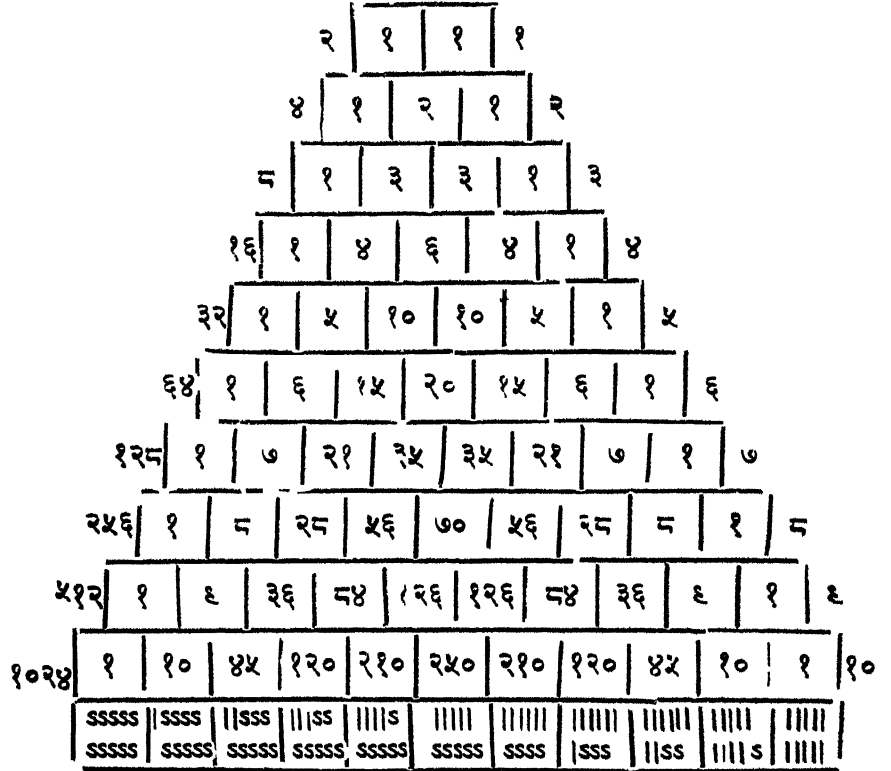 २ १ १ १
४ १ २ १ २
८ १ ३ ३ १ ३
१६ १ ४ ६ ४ १ ४
३२ १ ५ १० १० ५ १ ५
६४ १ ६ १५ २० १५ ६ १ ६
१२८ १ ७ २१ ३५ ३५ २१ ७ १ ७
२५६ १ ८ २८ ५६ ७० ५६ २८ ८ १ ८
५१२ १ ९ ३६ ८४ १२६ १२६ ८४ ३६ ९ १ ९
१०२४ १ १० ४५ १२० २१० २५० २१० १२० ४५ १० १ १०
SSSSS |SSSS ||SSS |||SS ||||S ||||| |||||| |||||| |||||| ||||| |||||
SSSSS SSSSS SSSSS SSSSS SSSSS SSSSS SSSS |SSS ||SS ||||S |||||